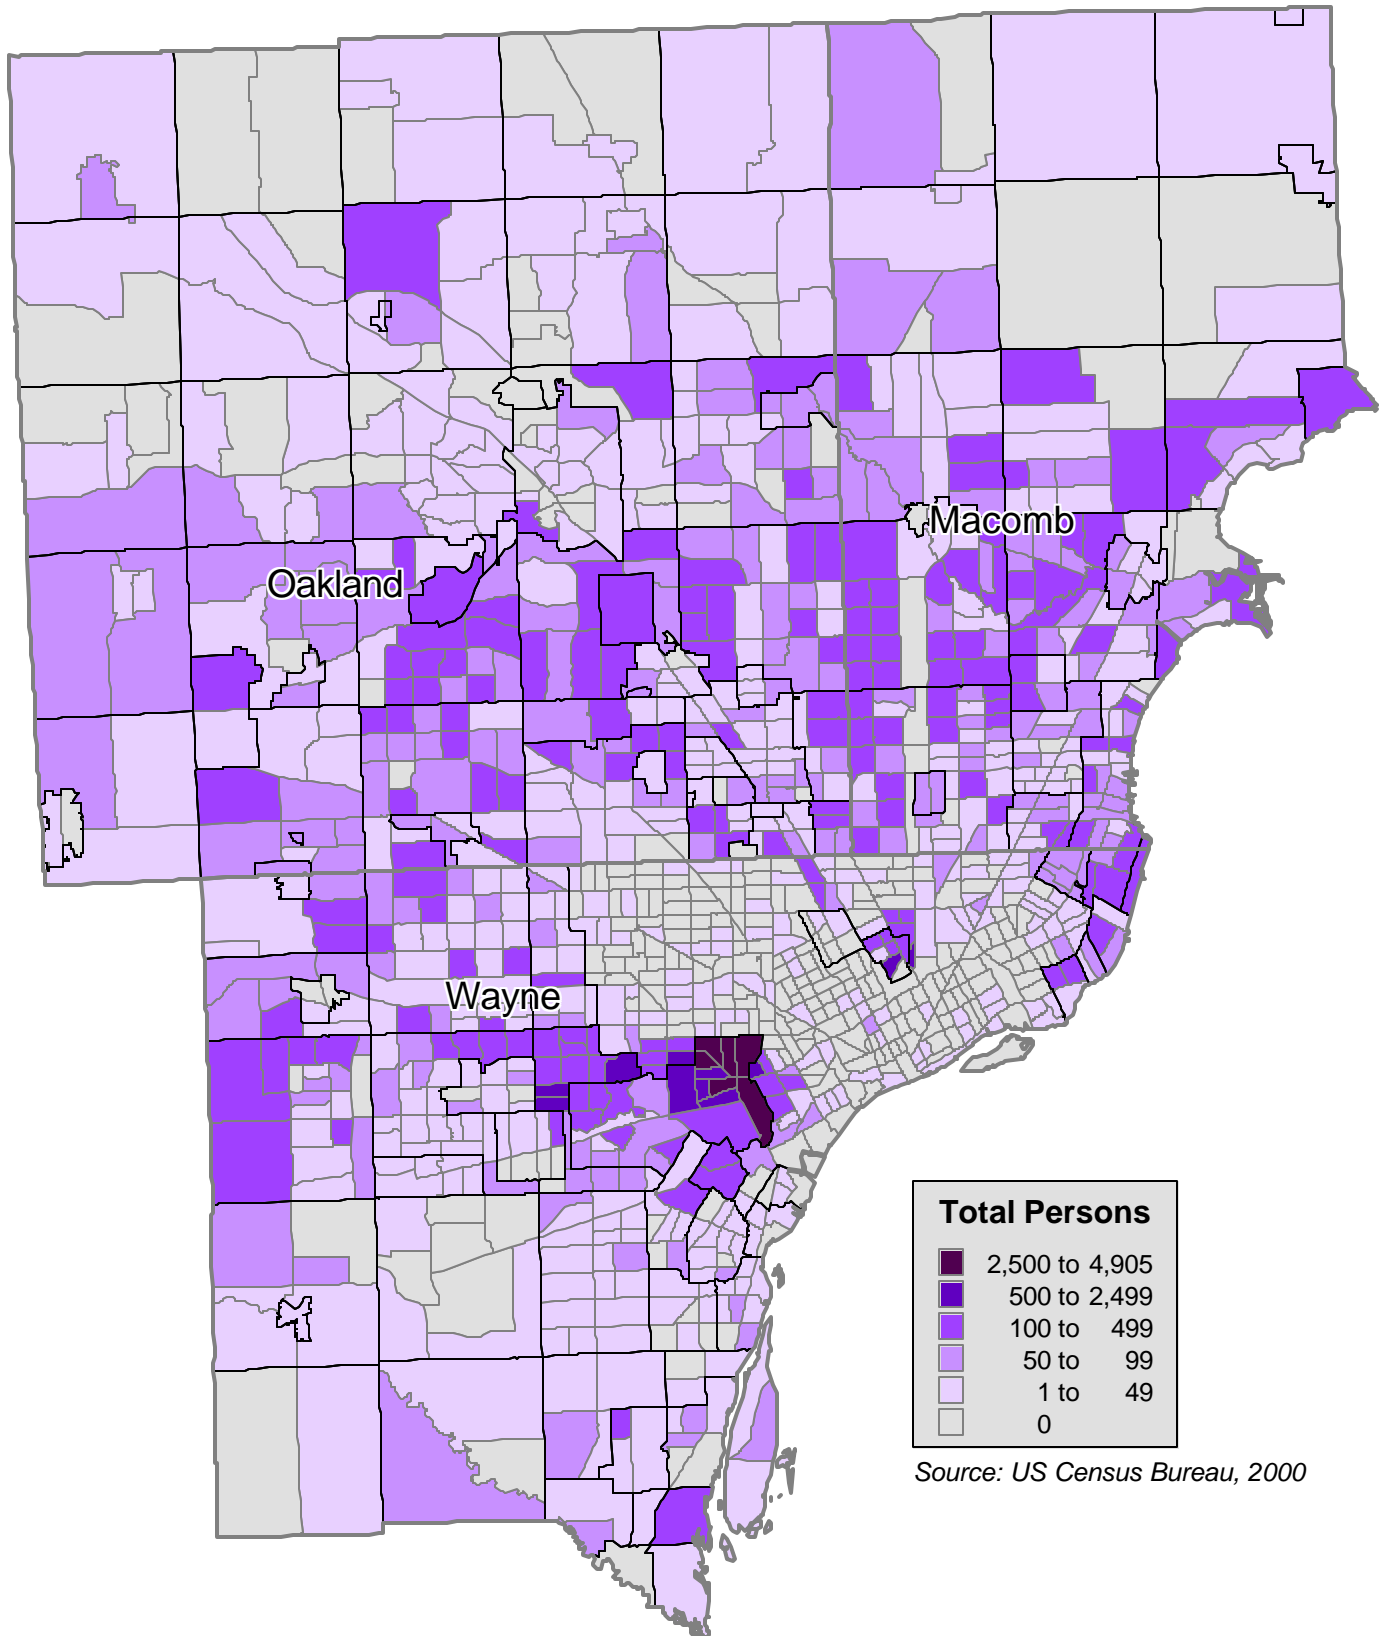 Macomb
Oakland
Wayne
Total Persons
2,500 to 4,905
500 to 2,499
100 to 499
50 to 99
1 to 49
0
Source: US Census Bureau, 2000